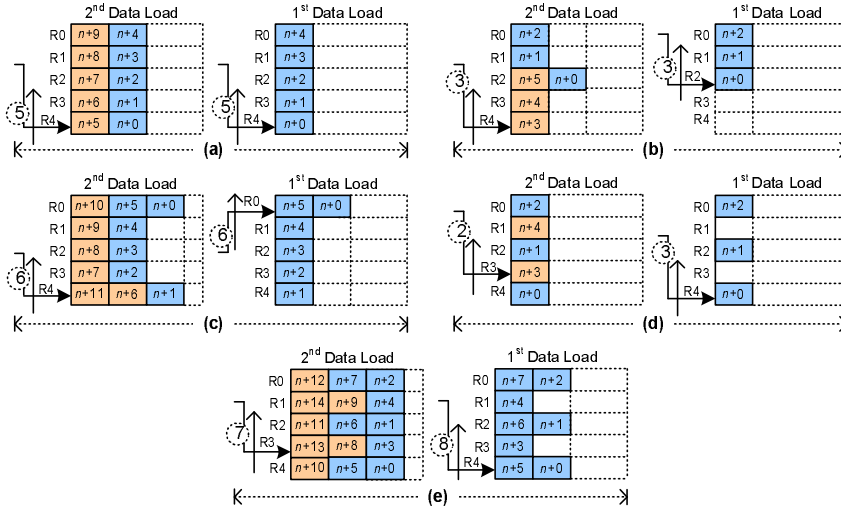 2nd Data Load 1st Data Load
R0 n+9 n+4 n+4
R1 n+8 n+3 n+3
R2 n+7 n+2 n+2
5 R3 n+6 n+1 5 R3 n+1
R4 n+5 n+0 R4 n+0
(a)
2nd Data Load 1st Data Load
R0 n+2 R0 n+2
R1 n+1 R1 n+1
3 R2 n+5 n+0 3 R2 n+0
R3 n+4 R3
R4 n+3 R4
(b)
2nd Data Load 1st Data Load
R0 n+10 n+5 n+0 R0 n+5 n+0
R1 n+9 n+4 6 R1 n+4
R2 n+8 n+3 R2 n+3
6 R3 n+7 n+2 R3 n+2
R4 n+11 n+6 n+1 R4 n+1
(c)
2nd Data Load 1st Data Load
R0 n+2 R0 n+2
2 R1 n+4 R1
R2 n+1 3 R2 n+1
R3 n+3 R3
R4 n+0 R4 n+0
(d)
2nd Data Load 1st Data Load
R0 n+12 n+7 n+2 R0 n+7 n+2
R1 n+14 n+9 n+4 R1 n+4
R2 n+11 n+6 n+1 R2 n+6 n+1
7 R3 n+13 n+8 n+3 8 R3 n+3
R4 n+10 n+5 n+0 R4 n+5 n+0
(e)